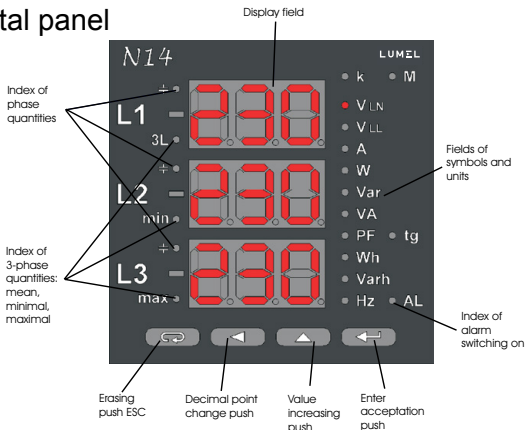 tal panel
Display field
N14
LUMEL
k
M
Index of
phase
quantities
L1
3L
230
V LN
V LL
A
W
Var
VA
PF
tg
Wh
Varh
Hz
AL
Fields of
symbols and
units
L2
min
230
L3
max
230
Index of
3-phase
quantities:
mean,
minimal,
maximal
Index of
alarm
switching on
Erasing
push ESC
Decimal point
change push
Value
increasing
push
Enter
acceptation
push